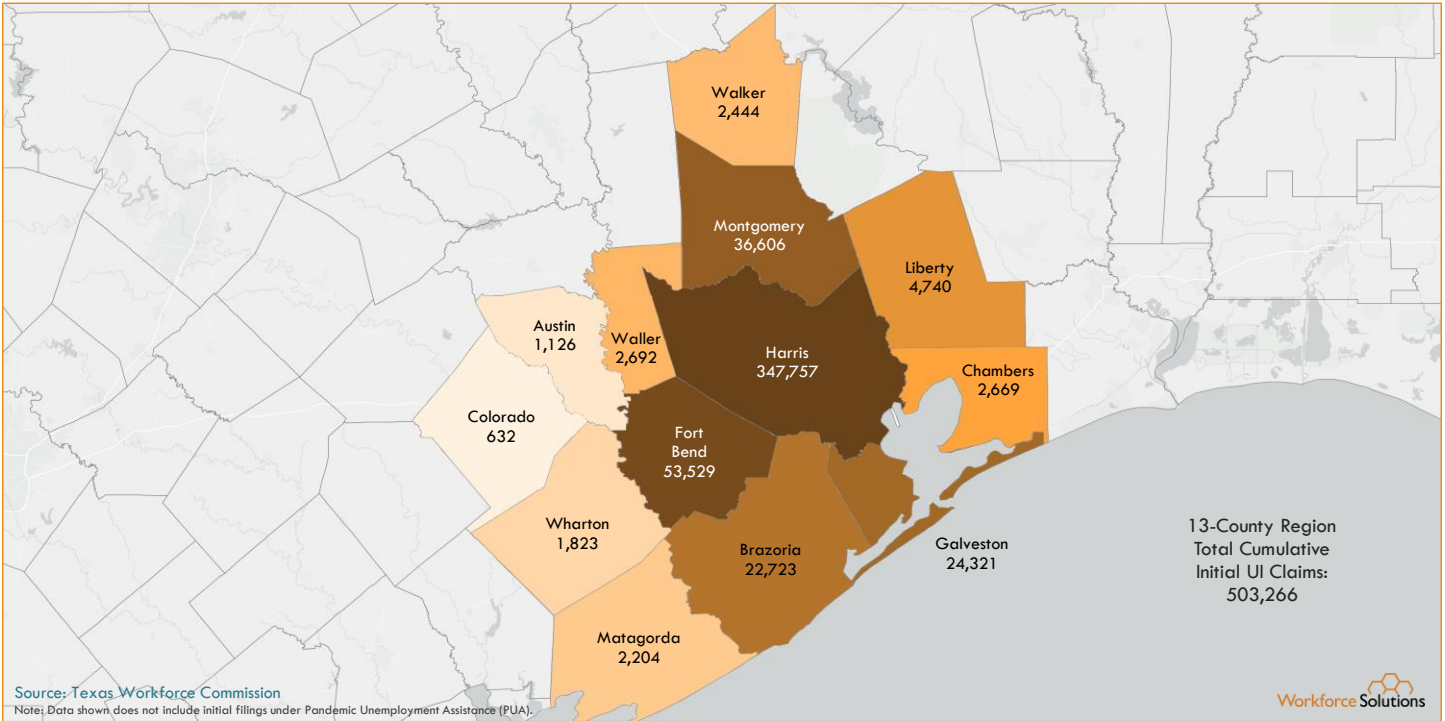 Walker
2,444
Montgomery
36,606
Liberty
4,740
Austin
1,126
Waller
2,692
Harris
347,757
Chambers
2,669
Colorado
632
Fort
Bend
53,529
Wharton
1,823
Brazoria
22,723
Galveston
24,321
13-County Region
Total Cumulative
Initial UI Claims:
503,266
Matagorda
2,204
Source: Texas Workforce Commission
Note: Data shown does not include initial filings under Pandemic Unemployment Assistance (PUA).
Workforce Solutions